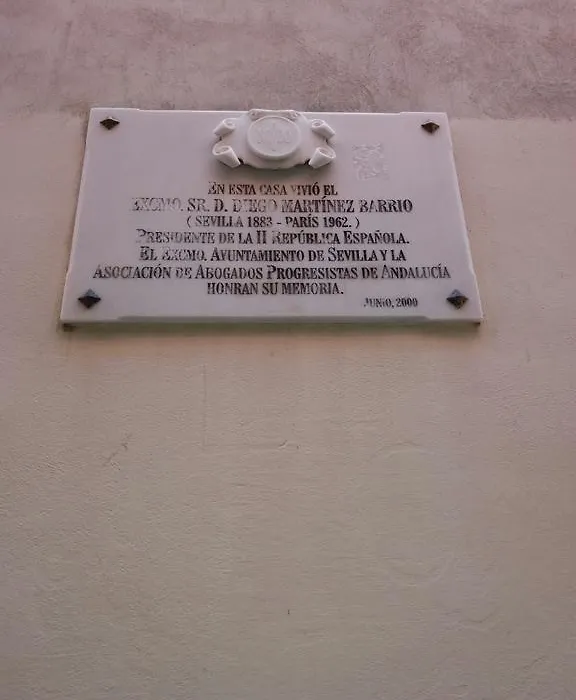 EN ESTA CASA VIVIÓ EL
EXCMO. SR. D. DIEGO MARTÍNEZ BARRIO
( SEVILLA 1883 - PARÍS 1962. )
PRESIDENTE DE LA II REPÚBLICA ESPAÑOLA.
EL EXCMO. AYUNTAMIENTO DE SEVILLA Y LA
ASOCIACIÓN DE ABOGADOS PROGRESISTAS DE ANDALUCÍA
HONRAN SU MEMORIA.
JUNIO, 2000